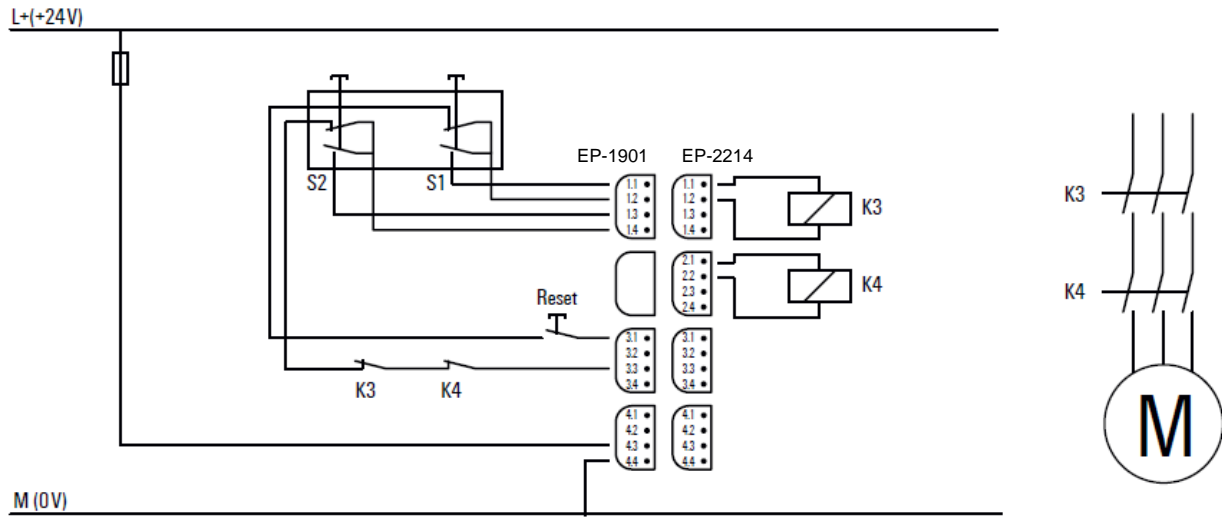 L+(+24V)
EP-1901 EP-2214
S2 S1
1.1 1.1
1.2 1.2
1.3 1.3
1.4 1.4
K3
K3
2.1
2.2
2.3
2.4
K4
K4
Reset
3.1 3.1
3.2 3.2
3.3 3.3
3.4 3.4
K3 K4
4.1 4.1
4.2 4.2
4.3 4.3
4.4 4.4
M
M (0V)